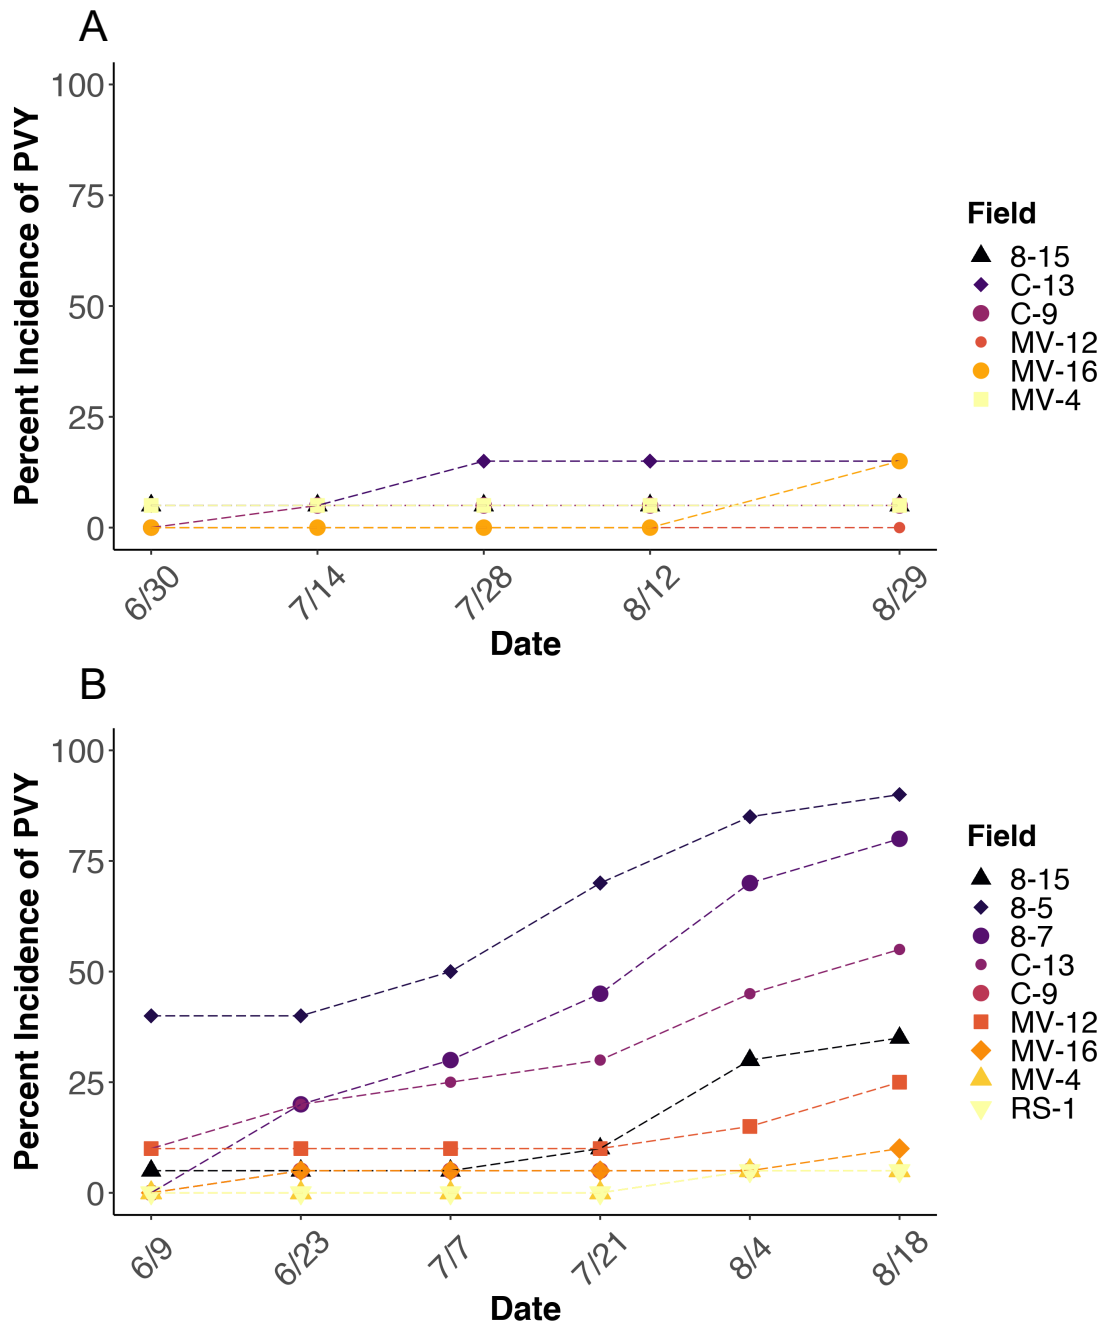 A
Percent Incidence of PVY
100
75
50
25
0
6/30
7/14
7/28
8/12
8/29
Date
Field
8-15
C-13
C-9
MV-12
MV-16
MV-4
B
Percent Incidence of PVY
100
75
50
25
0
6/9
6/23
7/7
7/21
8/4
8/18
Date
Field
8-15
8-5
8-7
C-13
C-9
MV-12
MV-16
MV-4
RS-1